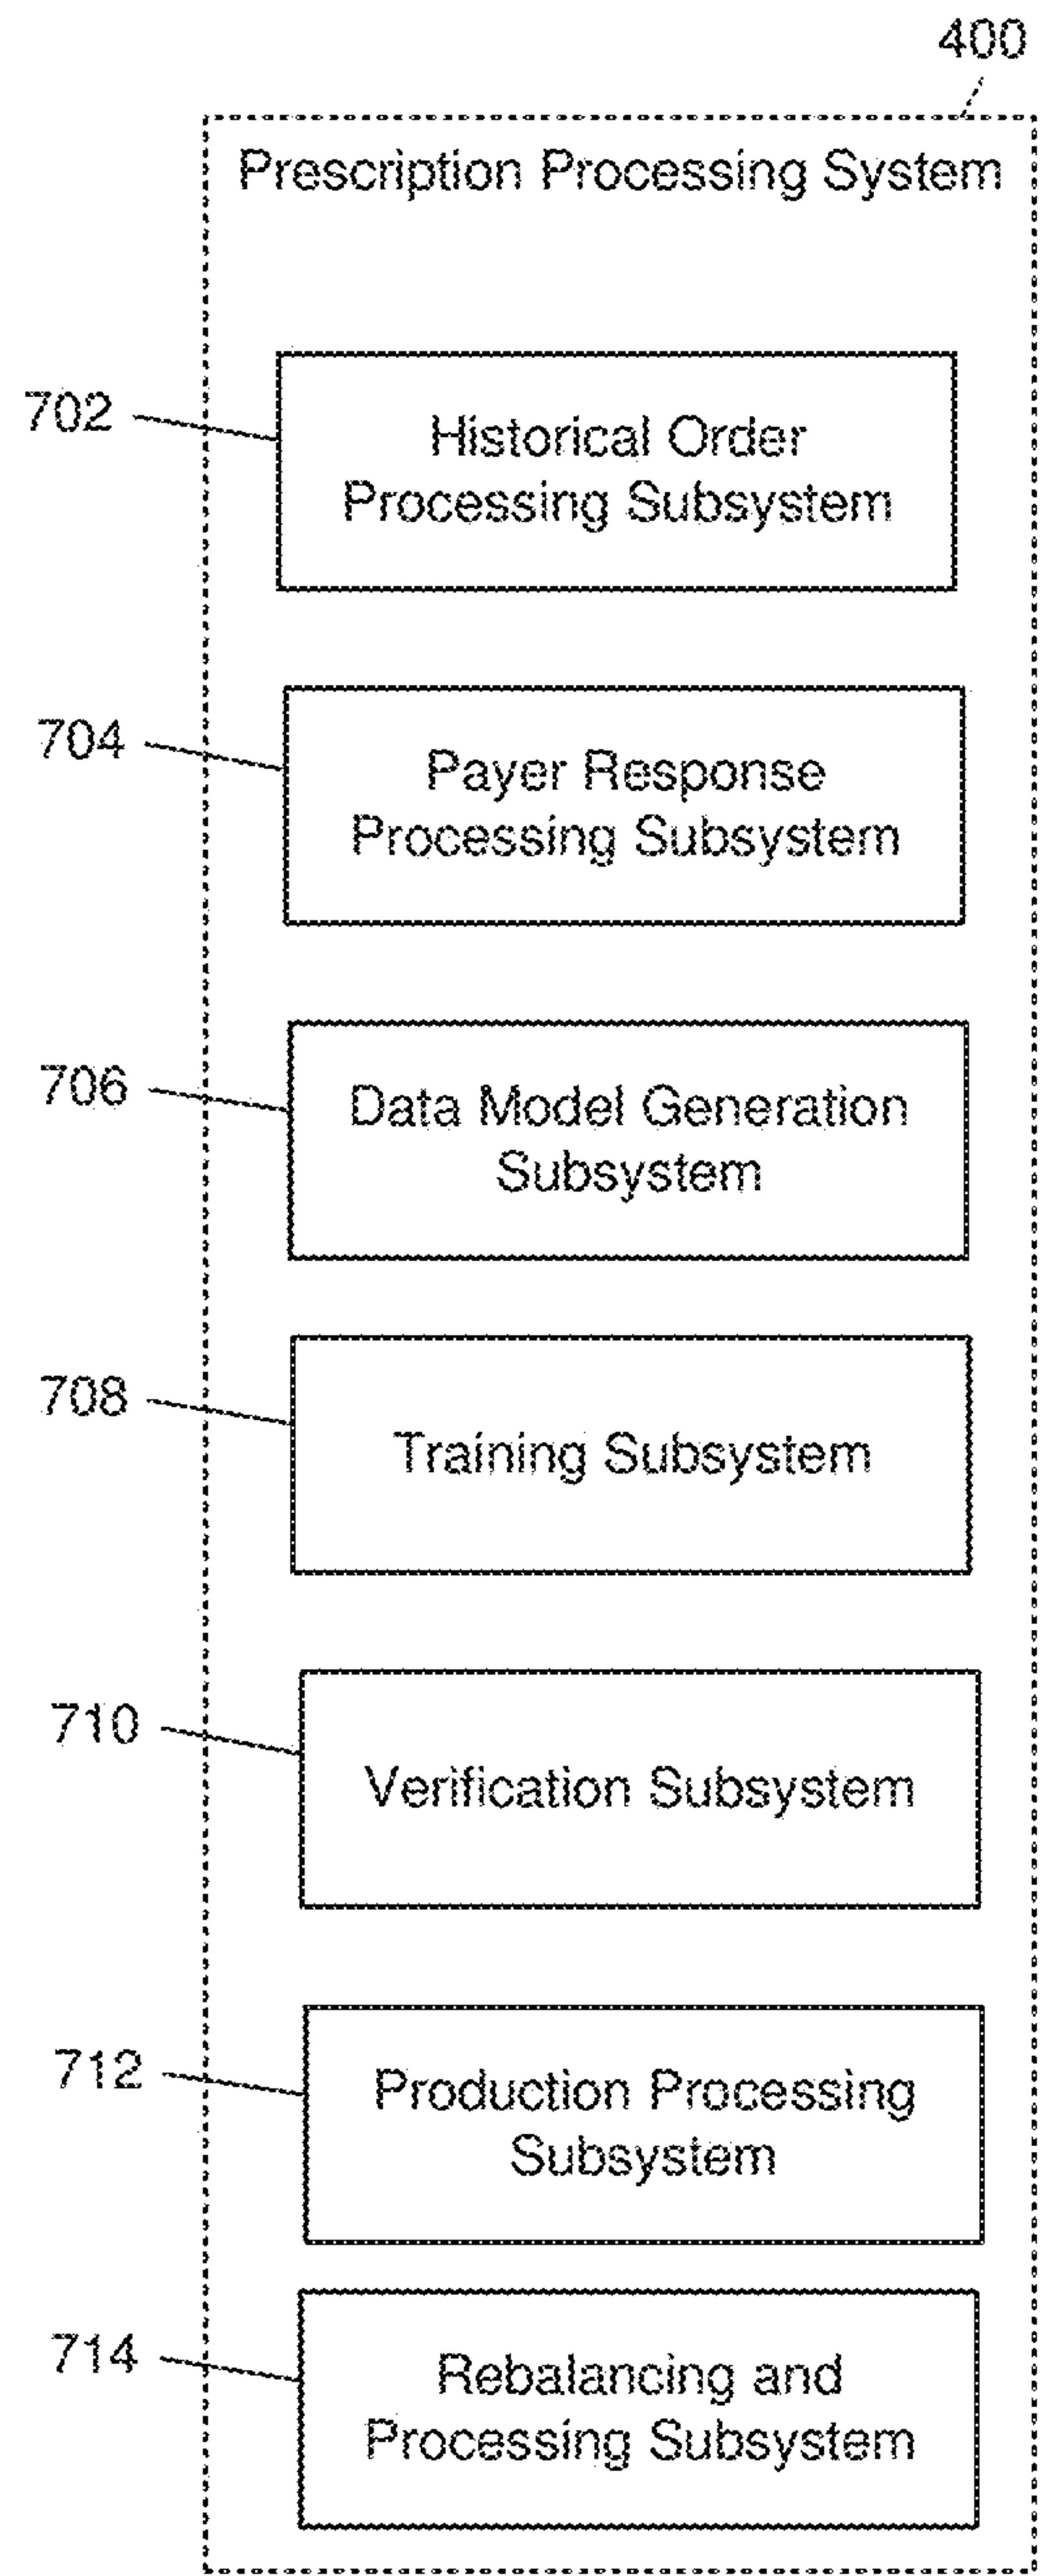 400
Prescription Processing System
702
Historical Order
Processing Subsystem
704
Payer Response
Processing Subsystem
706
Data Model Generation
Subsystem
708
Training Subsystem
710
Verification Subsystem
712
Production Processing
Subsystem
714
Rebalancing and
Processing Subsystem